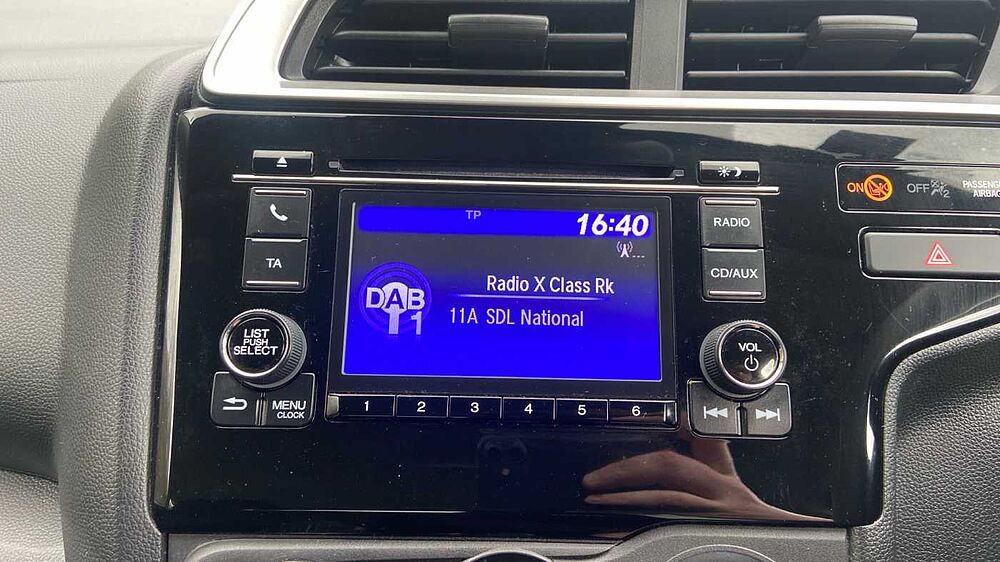 TP
16:40
RADIO
ON
OFF
2
PASSENGER
AIRBAG
TA
CD/AUX
DAB
1
Radio X Class Rk
11A SDL National
LIST
PUSH
SELECT
VOL
MENU
CLOCK
1 2 3 4 5 6